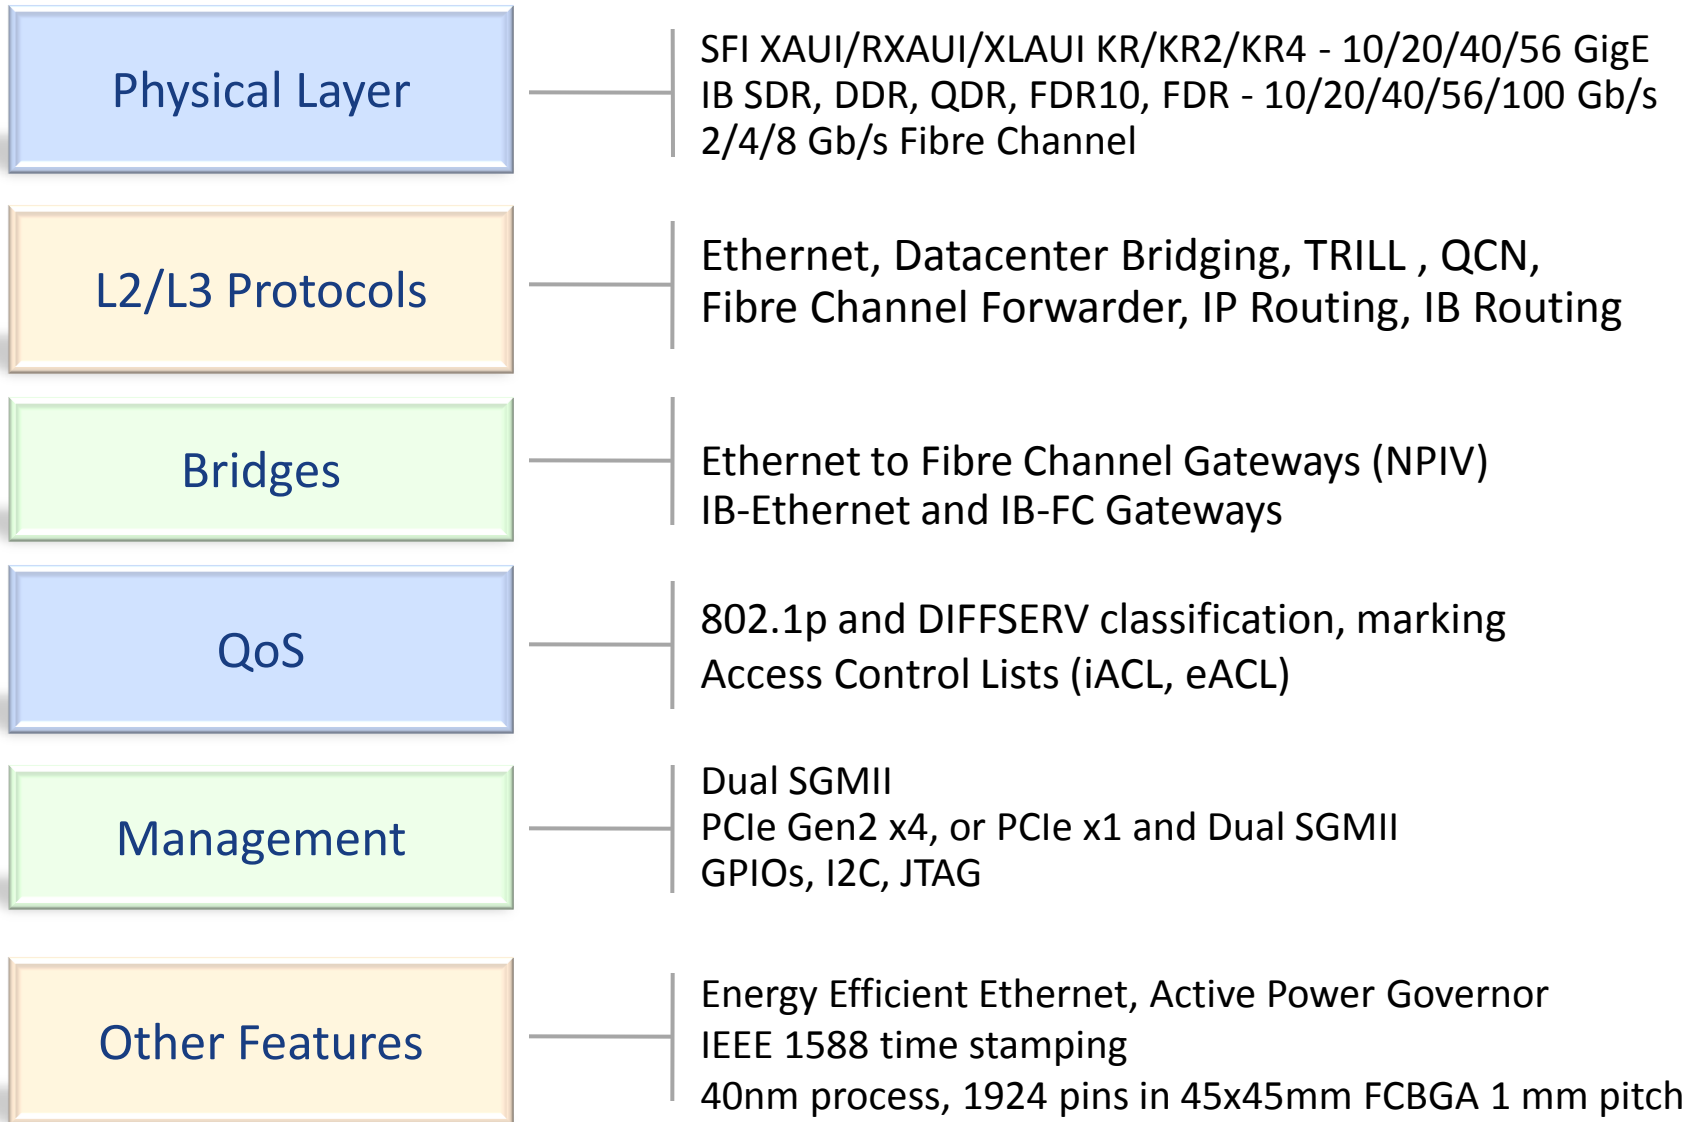 Physical Layer
SFI XAUI/RXAUI/XLAUI KR/KR2/KR4 - 10/20/40/56 GigE
IB SDR, DDR, QDR, FDR10, FDR - 10/20/40/56/100 Gb/s
2/4/8 Gb/s Fibre Channel
L2/L3 Protocols
Ethernet, Datacenter Bridging, TRILL , QCN,
Fibre Channel Forwarder, IP Routing, IB Routing
Bridges
Ethernet to Fibre Channel Gateways (NPIV)
IB-Ethernet and IB-FC Gateways
QoS
802.1p and DIFFSERV classification, marking
Access Control Lists (iACL, eACL)
Management
Dual SGMII
PCIe Gen2 x4, or PCIe x1 and Dual SGMII
GPIOs, I2C, JTAG
Other Features
Energy Efficient Ethernet, Active Power Governor
IEEE 1588 time stamping
40nm process, 1924 pins in 45x45mm FCBGA 1 mm pitch